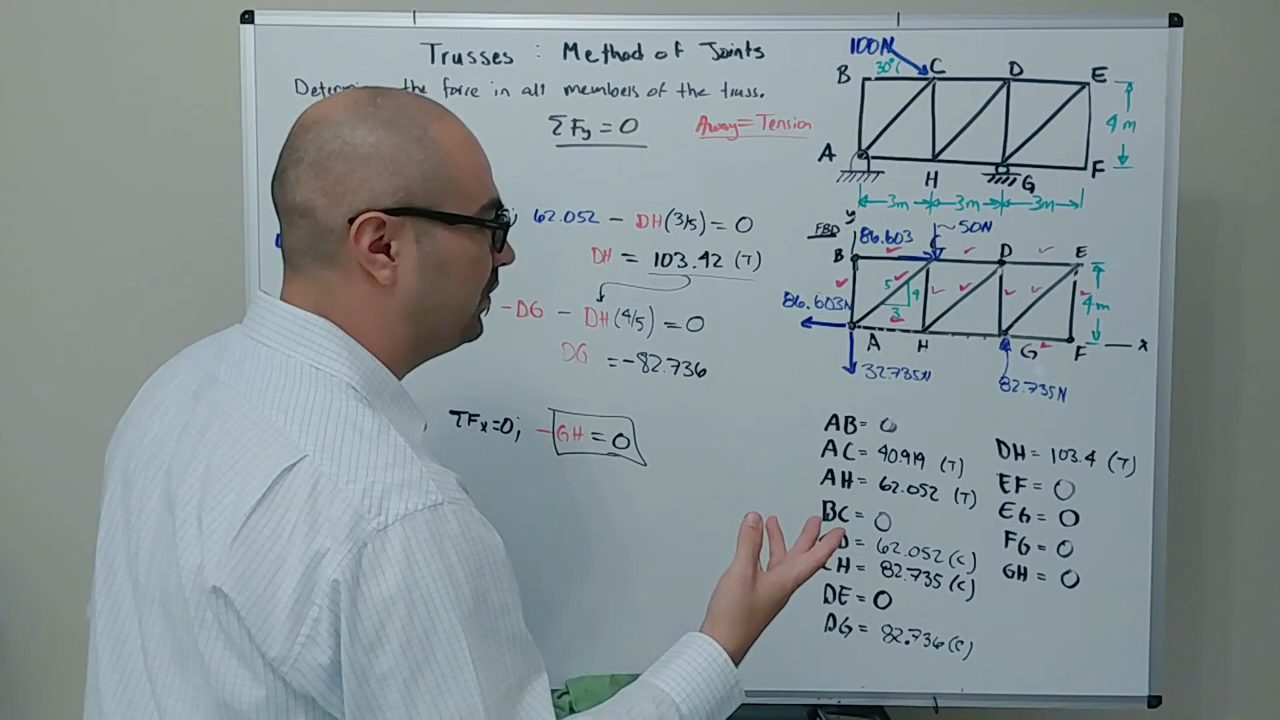 Trusses : Method of Joints
the force in all members of the truss.
ΣFy = 0
Away = Tension
62.052 - DH(3/5) = 0
DH = 103.42 (T)
-DG - DH(4/5) = 0
DG = -82.736
ΣFx=0; -GH = 0
100N
30°
B C D E
4 m
A H G F
3m 3m 3m
y
FBD 86.603 50N
B D E
5 4 3
4m
86.603N
A H G F x
32.735N 82.735N
AB = 0
AC = 40.919 (T)
AH = 62.052 (T)
BC = 0
D = 62.052 (C)
H = 82.735 (C)
DE = 0
DG = 82.736 (C)
DH = 103.4 (T)
EF = 0
EG = 0
FG = 0
GH = 0